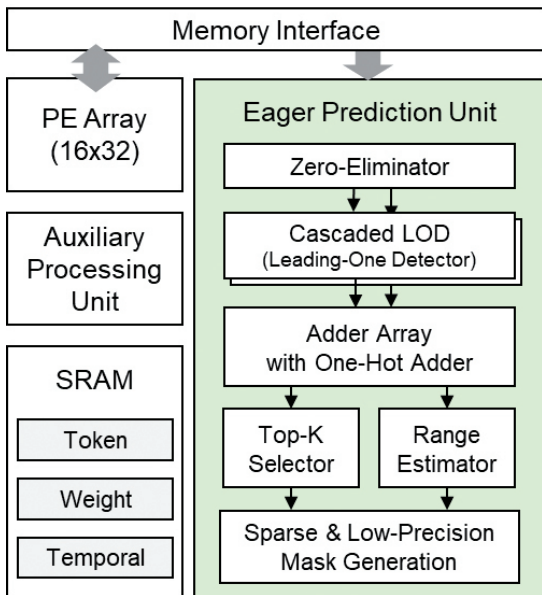 Memory Interface
PE Array
(16x32)
Auxiliary
Processing
Unit
SRAM
Token
Weight
Temporal
Eager Prediction Unit
Zero-Eliminator
Cascaded LOD
(Leading-One Detector)
Adder Array
with One-Hot Adder
Top-K
Selector
Range
Estimator
Sparse & Low-Precision
Mask Generation